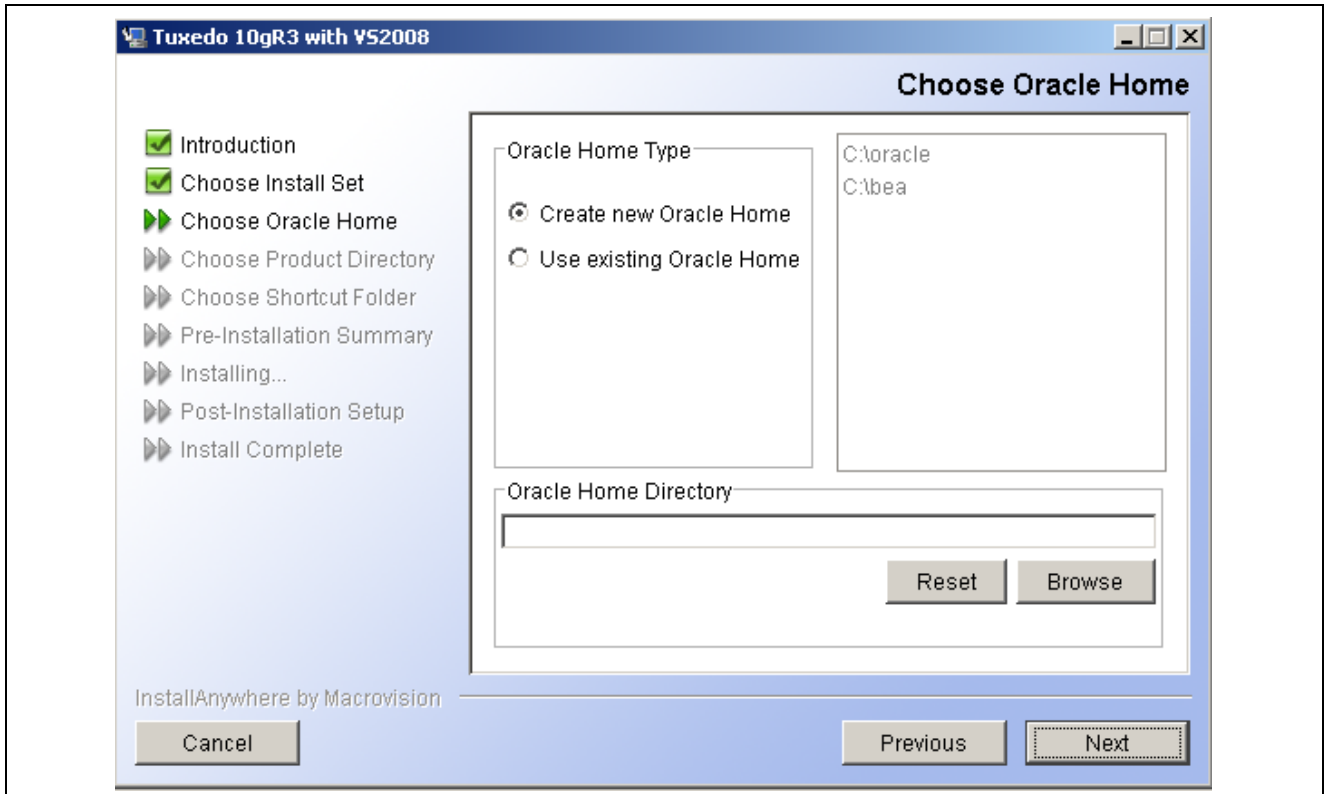 Tuxedo 10gR3 with VS2008
Choose Oracle Home
Introduction
Choose Install Set
Choose Oracle Home
Choose Product Directory
Choose Shortcut Folder
Pre-Installation Summary
Installing...
Post-Installation Setup
Install Complete
Oracle Home Type
Create new Oracle Home
Use existing Oracle Home
C:\oracle
C:\bea
Oracle Home Directory
Reset
Browse
InstallAnywhere by Macrovision
Cancel
Previous
Next